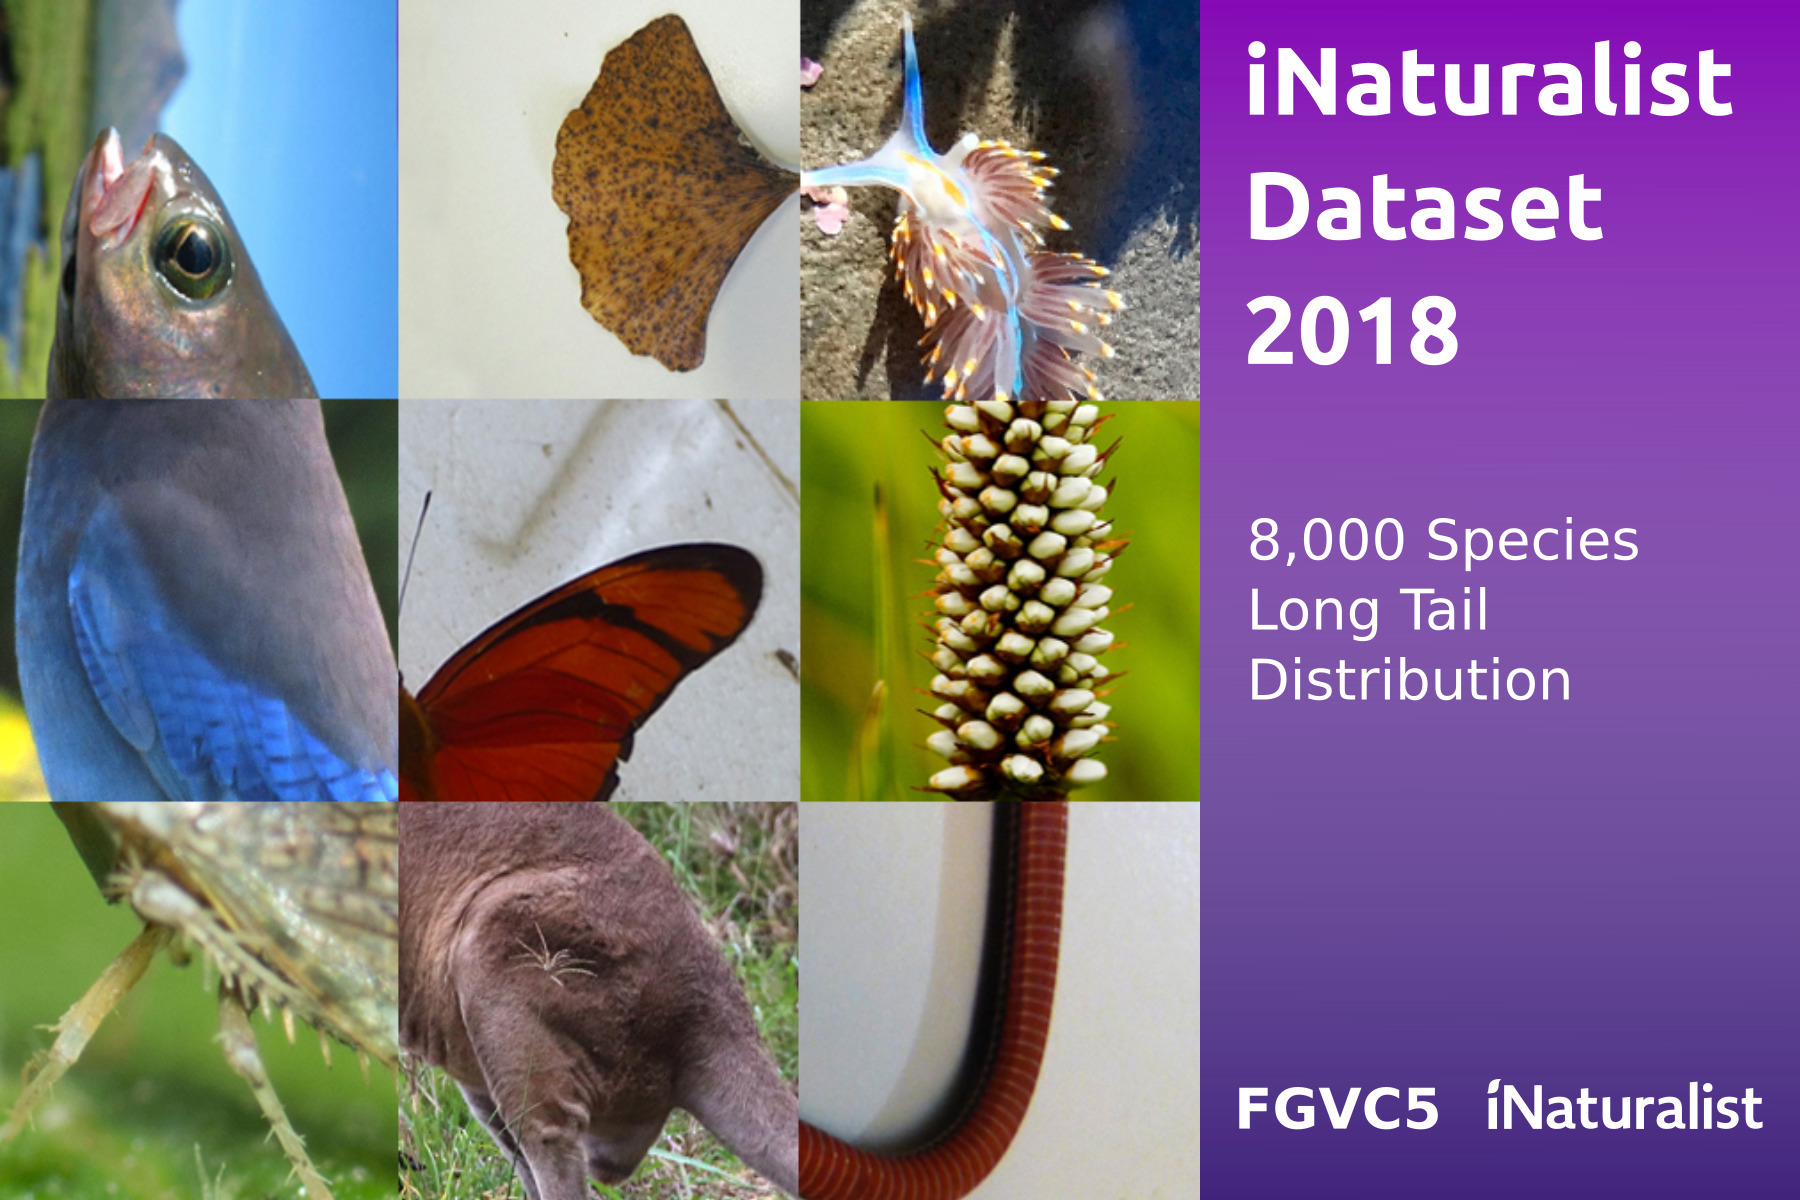 iNaturalist
Dataset
2018
8,000 Species
Long Tail
Distribution
FGVC5 iNaturalist